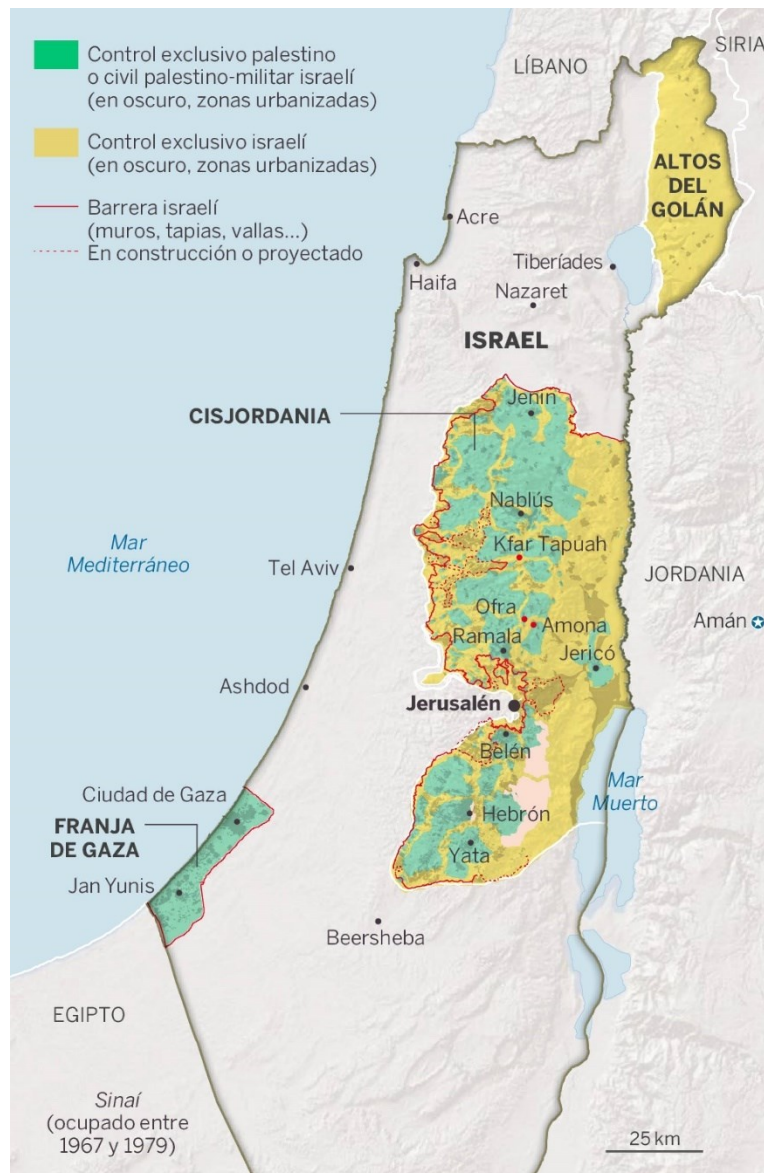 Control exclusivo palestino
o civil palestino-militar israelí
(en oscuro, zonas urbanizadas)
Control exclusivo israelí
(en oscuro, zonas urbanizadas)
Barrera israelí
(muros, tapias, vallas...)
En construcción o proyectado
SIRIA
LÍBANO
ALTOS
DEL
GOLÁN
Acre
Haifa
Tiberíades
Nazaret
ISRAEL
CISJORDANIA
Jenin
Nablús
Kfar Tapuah
Mar
Mediterráneo
Tel Aviv
JORDANIA
Ofra
Amona
Amán
Ramala
Jericó
Ashdod
Jerusalén
Belén
Mar
Muerto
Ciudad de Gaza
FRANJA
DE GAZA
Hebrón
Yata
Jan Yunis
Beersheba
EGIPTO
Sinaí
(ocupado entre
1967 y 1979)
25 km